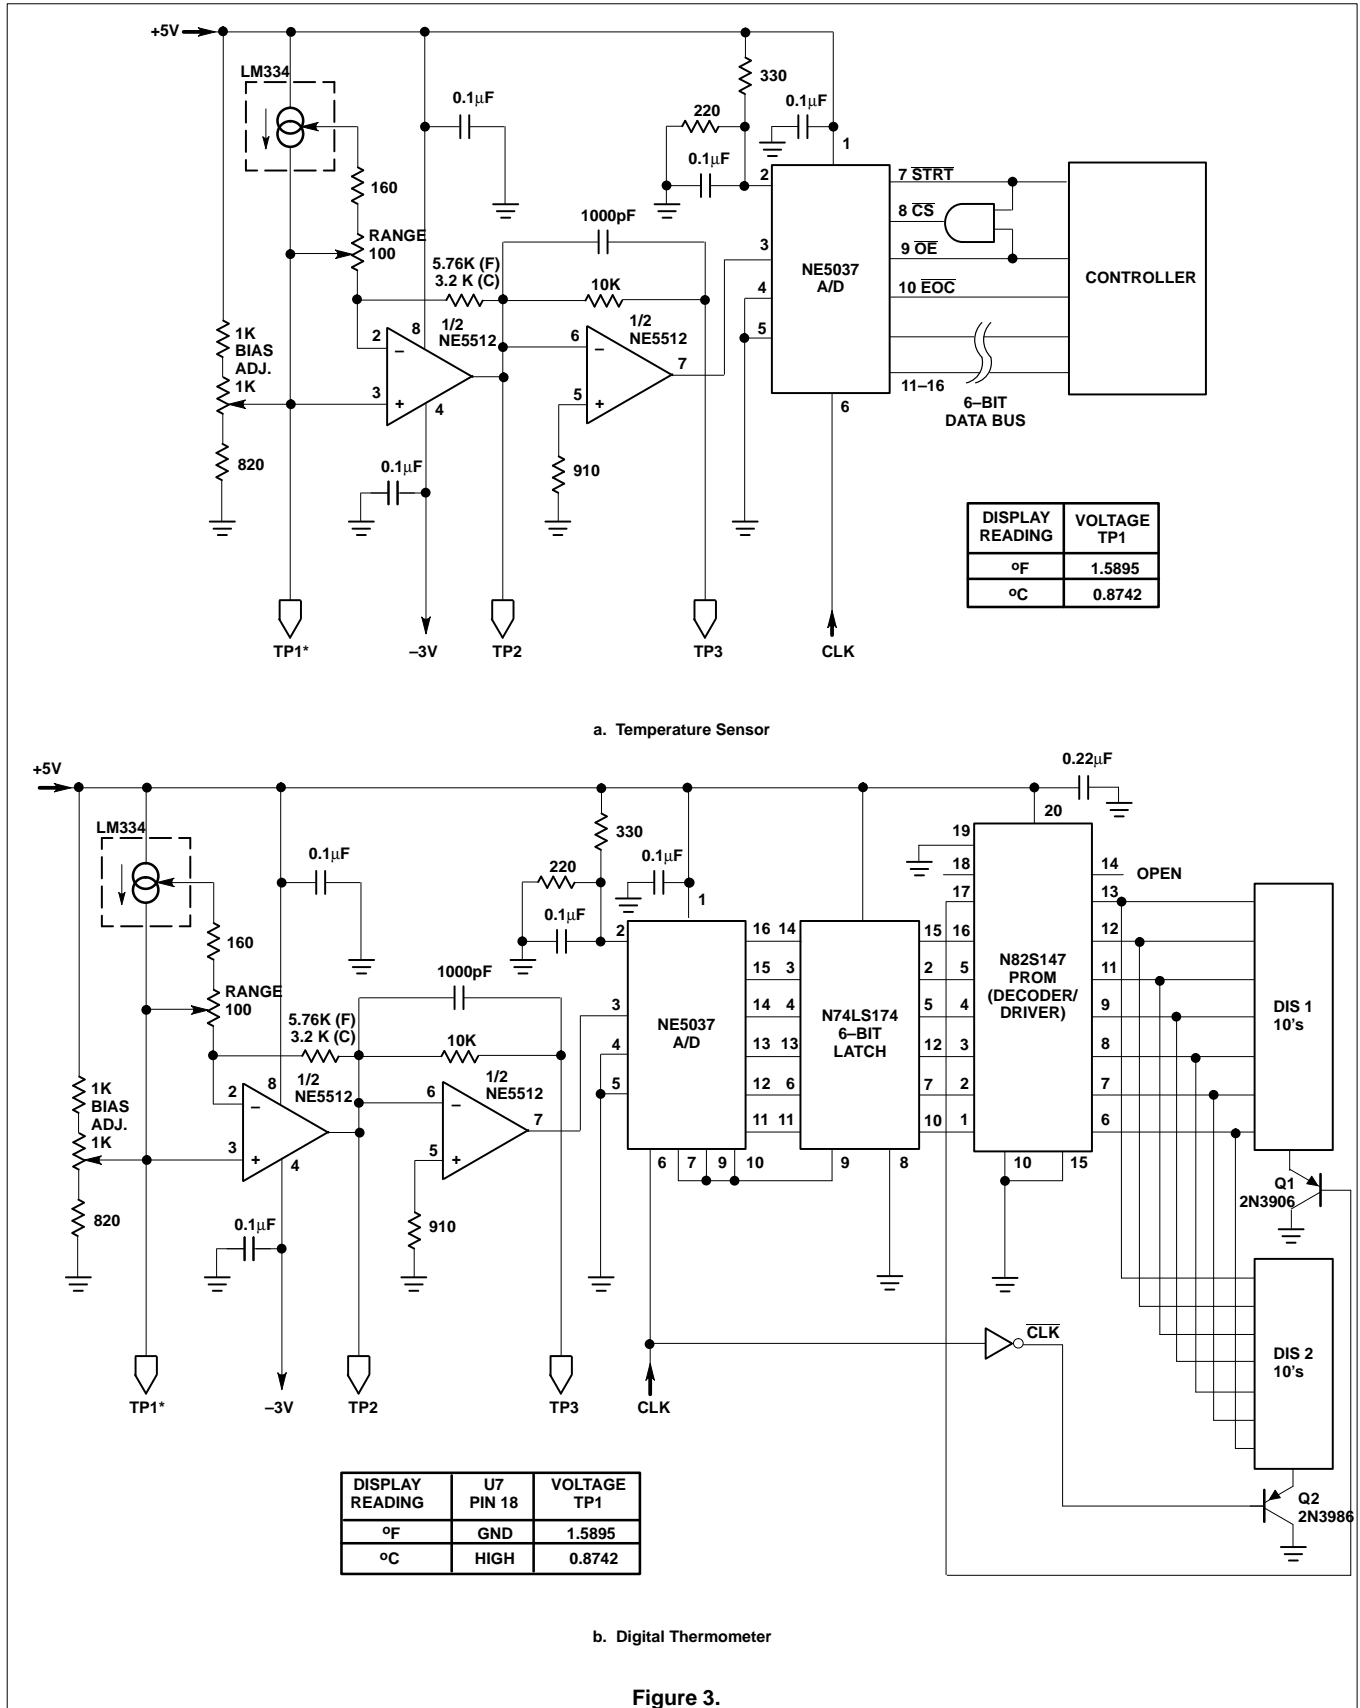 +5V
LM334
330
0.1μF
0.1μF
220
1
0.1μF
2
7 STRT
160
8 CS
1000pF
RANGE
100
3
9 OE
5.76K (F)
3.2 K (C)
10K
NE5037
A/D
CONTROLLER
4
10 EOC
1/2
NE5512
8
2
–
1/2
NE5512
6
–
5
1K
BIAS
ADJ.
7
1K
3
+
4
5
+
11–16
6–BIT
DATA BUS
6
820
0.1μF
910
DISPLAY
READING
VOLTAGE
TP1
oF
1.5895
oC
0.8742
TP1*
–3V
TP2
TP3
CLK
a. Temperature Sensor
+5V
0.22μF
LM334
330
20
19
0.1μF
0.1μF
220
18
14
OPEN
1
17
13
0.1μF
2
160
16
14
15
16
12
N82S147
PROM
(DECODER/
DRIVER)
1000pF
15
3
2
5
11
RANGE
100
3
14
4
5
4
9
DIS 1
10's
5.76K (F)
3.2 K (C)
10K
NE5037
A/D
N74LS174
6–BIT
LATCH
4
13
13
12
3
8
1/2
NE5512
8
2
–
1/2
NE5512
6
–
5
12
6
7
2
7
1K
BIAS
ADJ.
7
11
11
10
1
6
1K
3
+
4
5
+
6
7
9
10
9
8
10
15
Q1
2N3906
820
0.1μF
910
CLK
DIS 2
10's
TP1*
–3V
TP2
TP3
CLK
DISPLAY
READING
U7
PIN 18
VOLTAGE
TP1
oF
GND
1.5895
oC
HIGH
0.8742
Q2
2N3986
b. Digital Thermometer
Figure 3.